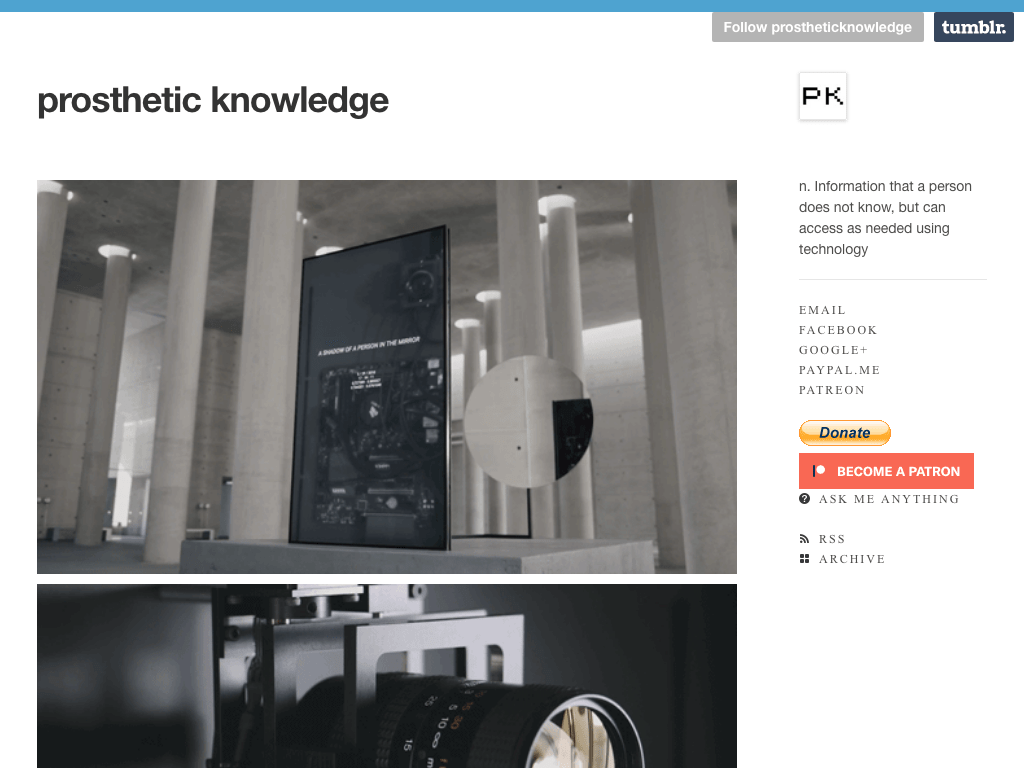 Follow prostheticknowledge
tumblr.
prosthetic knowledge
PK
n. Information that a person
does not know, but can
access as needed using
technology
A SHADOW OF A PERSON IN THE MIRROR
EMAIL
FACEBOOK
GOOGLE+
PAYPAL.ME
PATREON
Donate
BECOME A PATRON
ASK ME ANYTHING
RSS
ARCHIVE